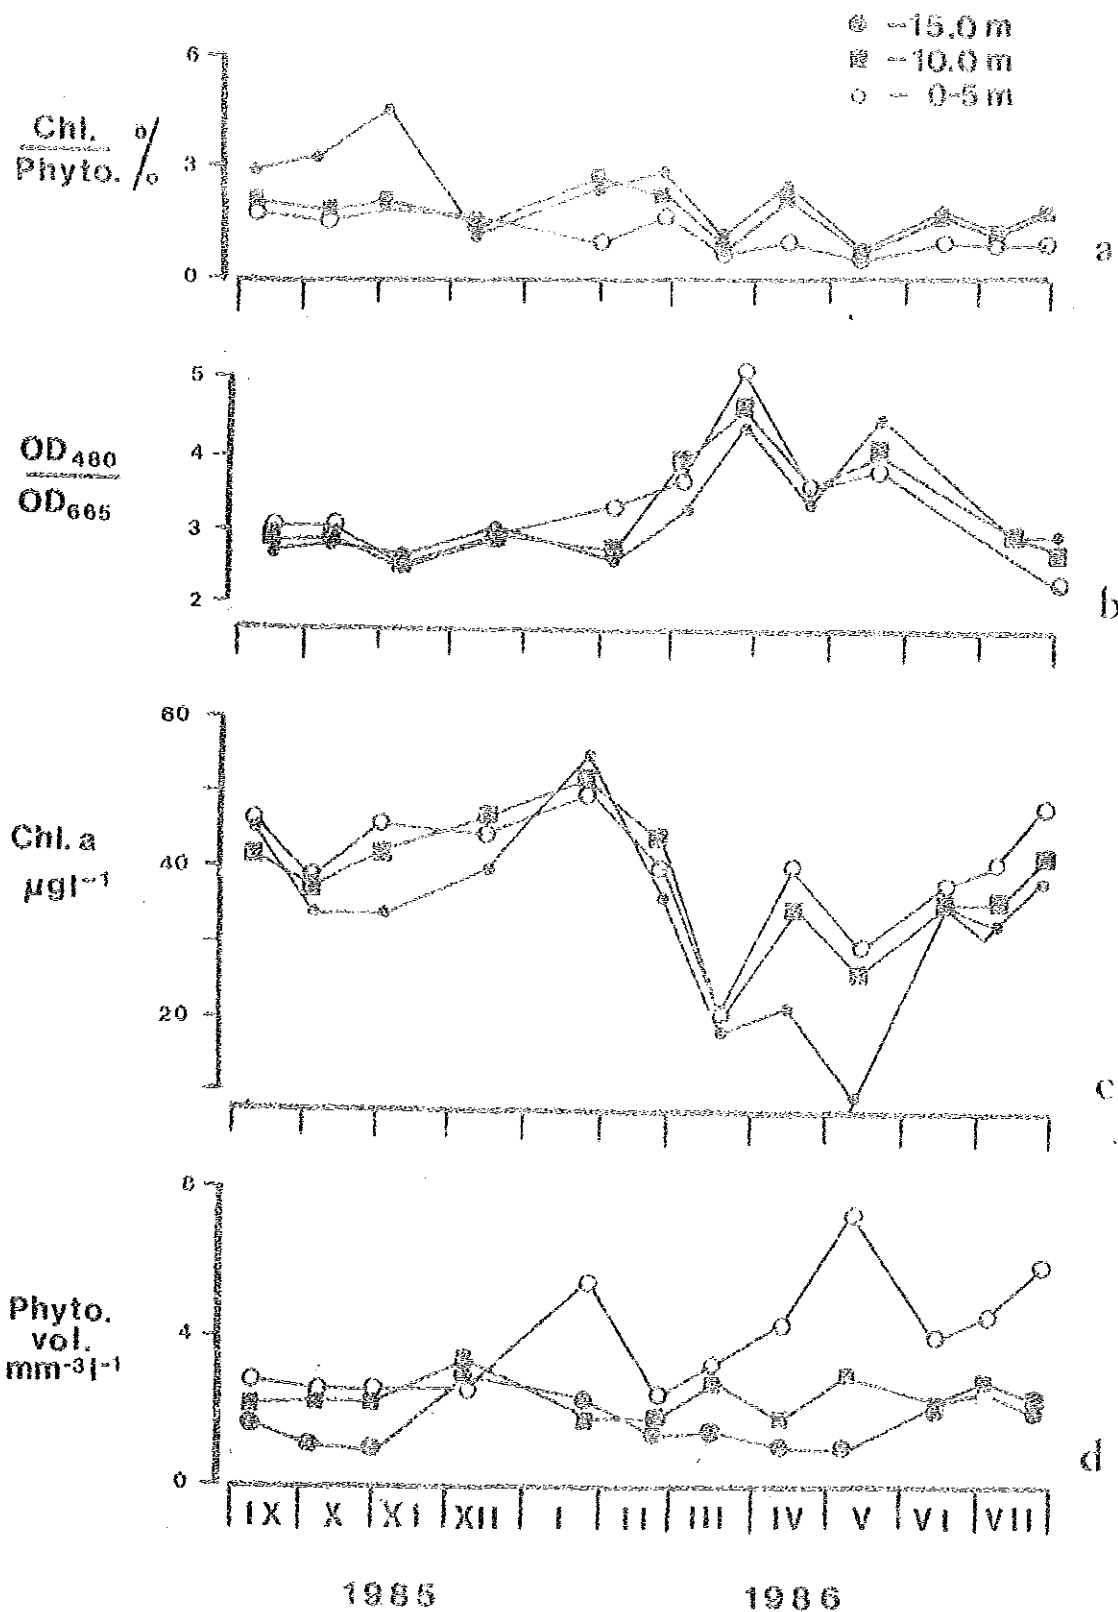 ● -15.0 m
■ -10.0 m
○ - 0-5 m
6
Chl.
Phyto. %
3
0
a
5
OD480
OD665
4
3
2
b
60
Chl. a
µgl-1
40
20
c
8
Phyto.
vol.
mm-3l-1
4
0
d
IX X XI XII I II III IV V VI VII
1985 1986